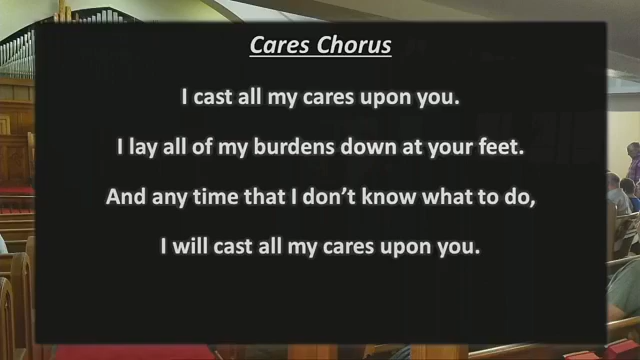 Cares Chorus
I cast all my cares upon you.
I lay all of my burdens down at your feet.
And any time that I don’t know what to do,
I will cast all my cares upon you.